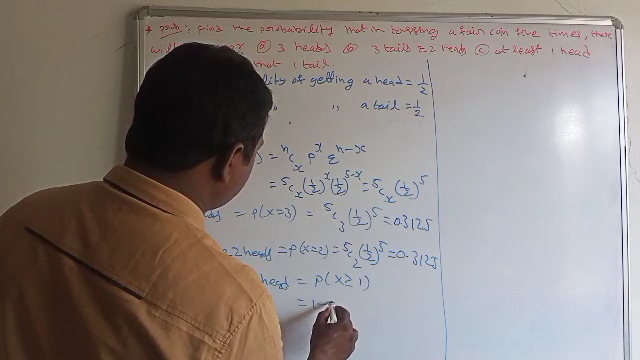 * prob: Find the probability that in tossing a fair coin five times, there
will 3 heads (b) 3 tails & 2 heads (c) at least 1 head
that 1 tail.
of getting a head = 1/2
,, ,, a tail = 1/2
) = ⁿCₓ pˣ qⁿ⁻ˣ
= ⁵Cₓ (1/2)ˣ (1/2)⁵⁻ˣ = ⁵Cₓ (1/2)⁵
= P(X=3) = ⁵C₃ (1/2)⁵ = 0.3125
2 heads = P(X=2) = ⁵C₂ (1/2)⁵ = 0.3125
head = P(X≥1)
= 1-